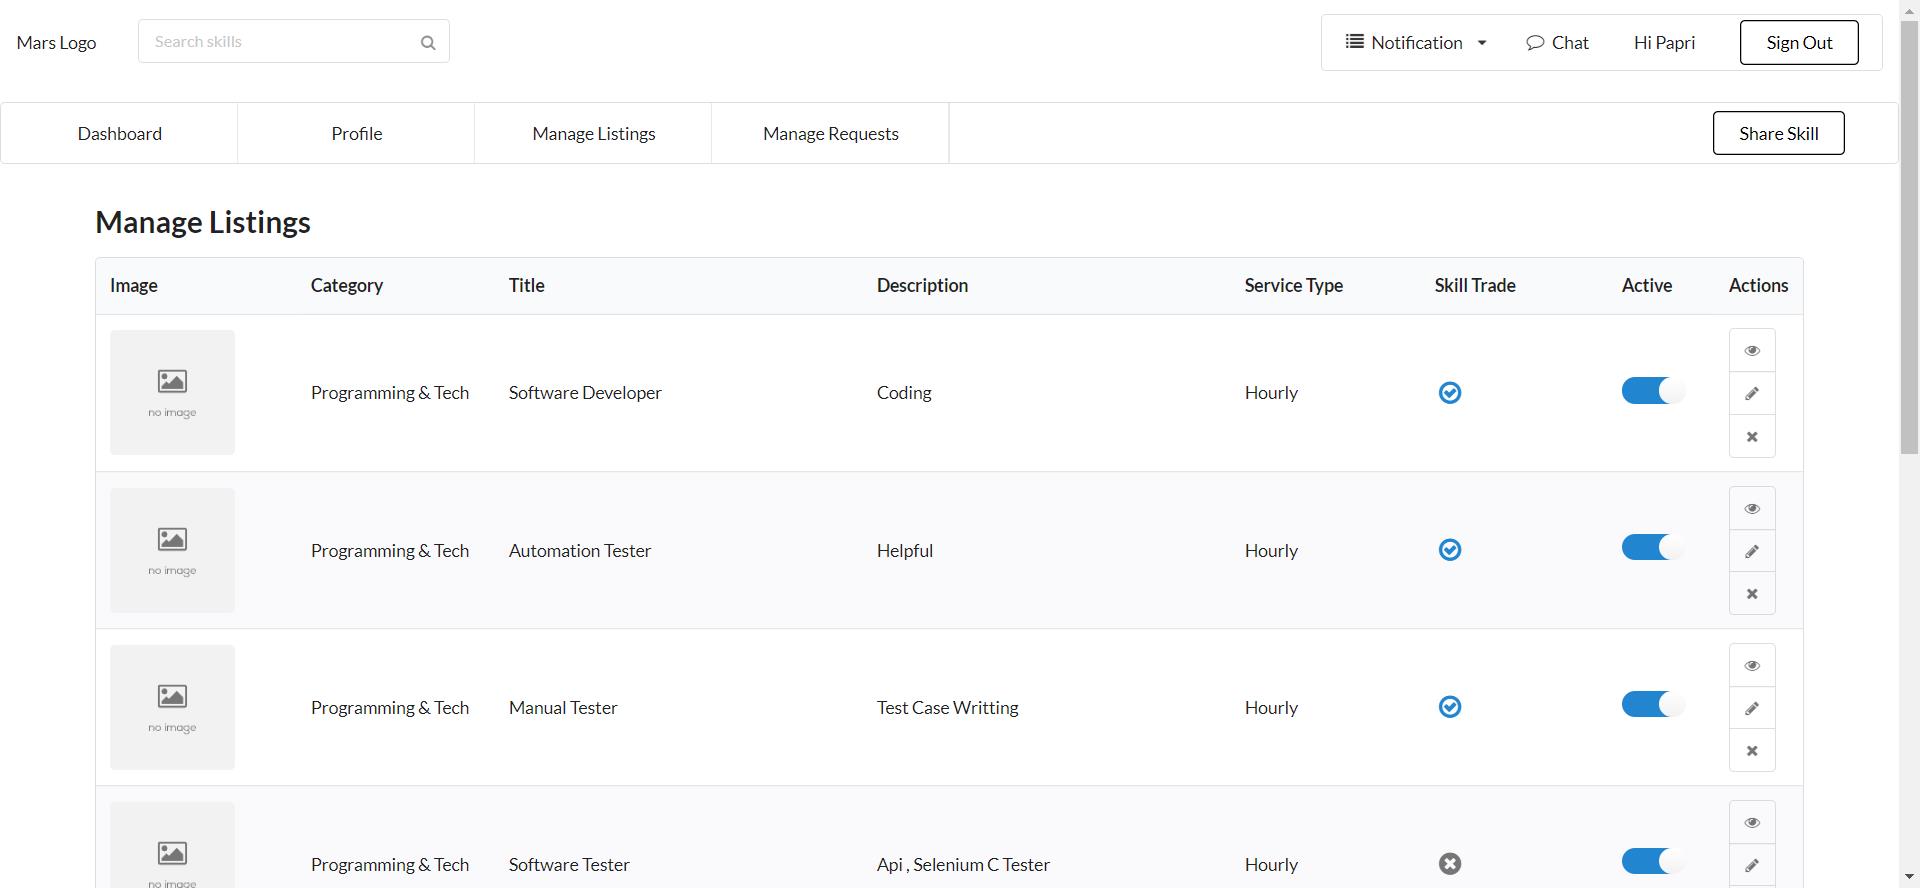 Mars Logo
Search skills
Notification
Chat
Hi Papri
Sign Out
Dashboard
Profile
Manage Listings
Manage Requests
Share Skill
Manage Listings
Image Category Title Description Service Type Skill Trade Active Actions
no image
Programming & Tech Software Developer Coding Hourly
no image
Programming & Tech Automation Tester Helpful Hourly
no image
Programming & Tech Manual Tester Test Case Writting Hourly
no image
Programming & Tech Software Tester Api , Selenium C Tester Hourly